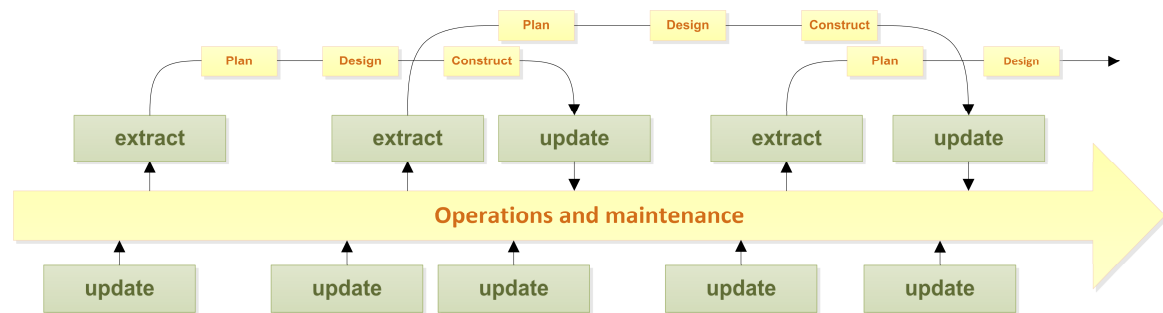 Plan Design Construct
Plan Design Construct Plan Design
extract extract update extract update
Operations and maintenance
update update update update update